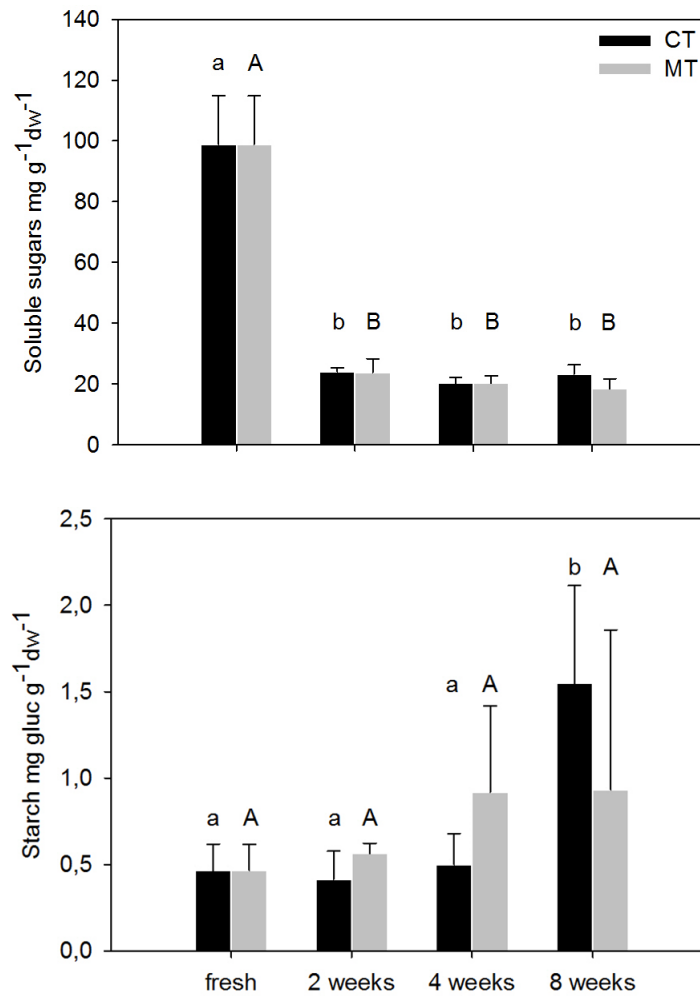 140
120
100
80
60
40
20
0
Soluble sugars mg g⁻¹dw⁻¹
CT
MT
a A
b B
b B
b B
2,5
2,0
1,5
1,0
0,5
0,0
Starch mg gluc g⁻¹dw⁻¹
a A
a A
a A
b A
fresh 2 weeks 4 weeks 8 weeks